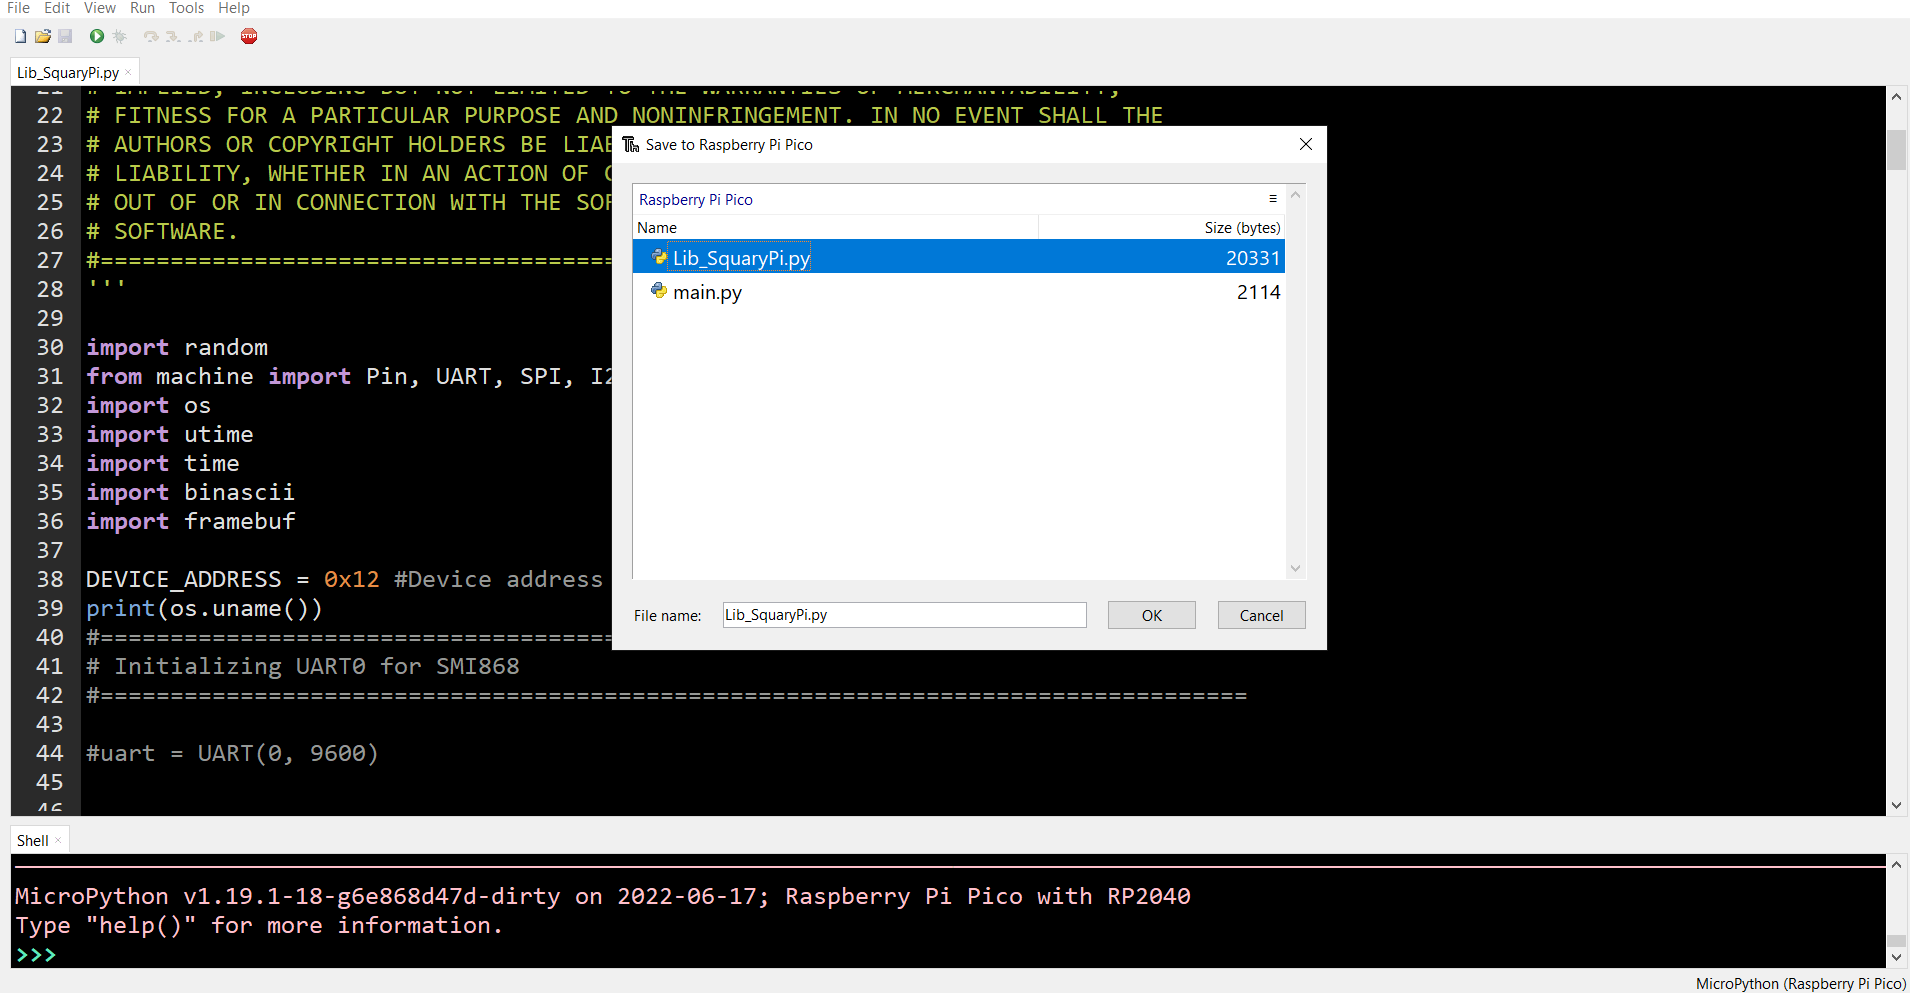 File Edit View Run Tools Help
STOP
Lib_SquaryPi.py ×
22 # FITNESS FOR A PARTICULAR PURPOSE AND NONINFRINGEMENT. IN NO EVENT SHALL THE
23 # AUTHORS OR COPYRIGHT HOLDERS BE
24 # LIABILITY, WHETHER IN AN ACTION OF
25 # OUT OF OR IN CONNECTION WITH THE
26 # SOFTWARE.
27 #=====================================
28 '''
29
30 import random
31 from machine import Pin, UART, SPI,
32 import os
33 import utime
34 import time
35 import binascii
36 import framebuf
37
38 DEVICE_ADDRESS = 0x12 #Device address
39 print(os.uname())
40 #=====================================
41 # Initializing UART0 for SMI868
42 #==================================================================================
43
44 #uart = UART(0, 9600)
45
46
Save to Raspberry Pi Pico
Raspberry Pi Pico
Name Size (bytes)
Lib_SquaryPi.py 20331
main.py 2114
File name: Lib_SquaryPi.py OK Cancel
Shell ×
MicroPython v1.19.1-18-g6e868d47d-dirty on 2022-06-17; Raspberry Pi Pico with RP2040
Type "help()" for more information.
>>>
MicroPython (Raspberry Pi Pico)